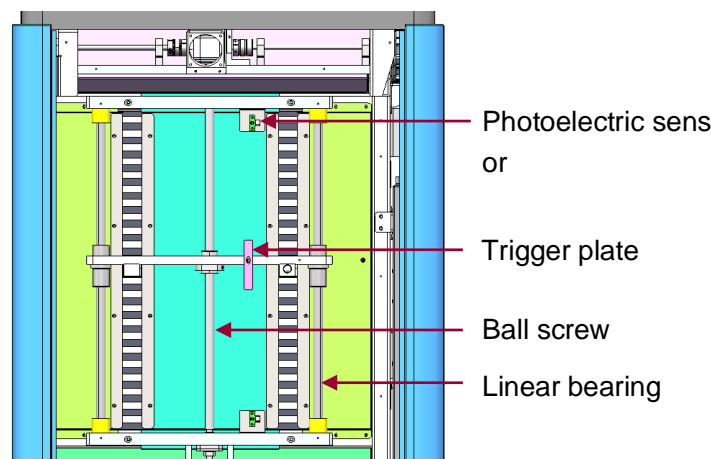 Photoelectric sens
or
Trigger plate
Ball screw
Linear bearing